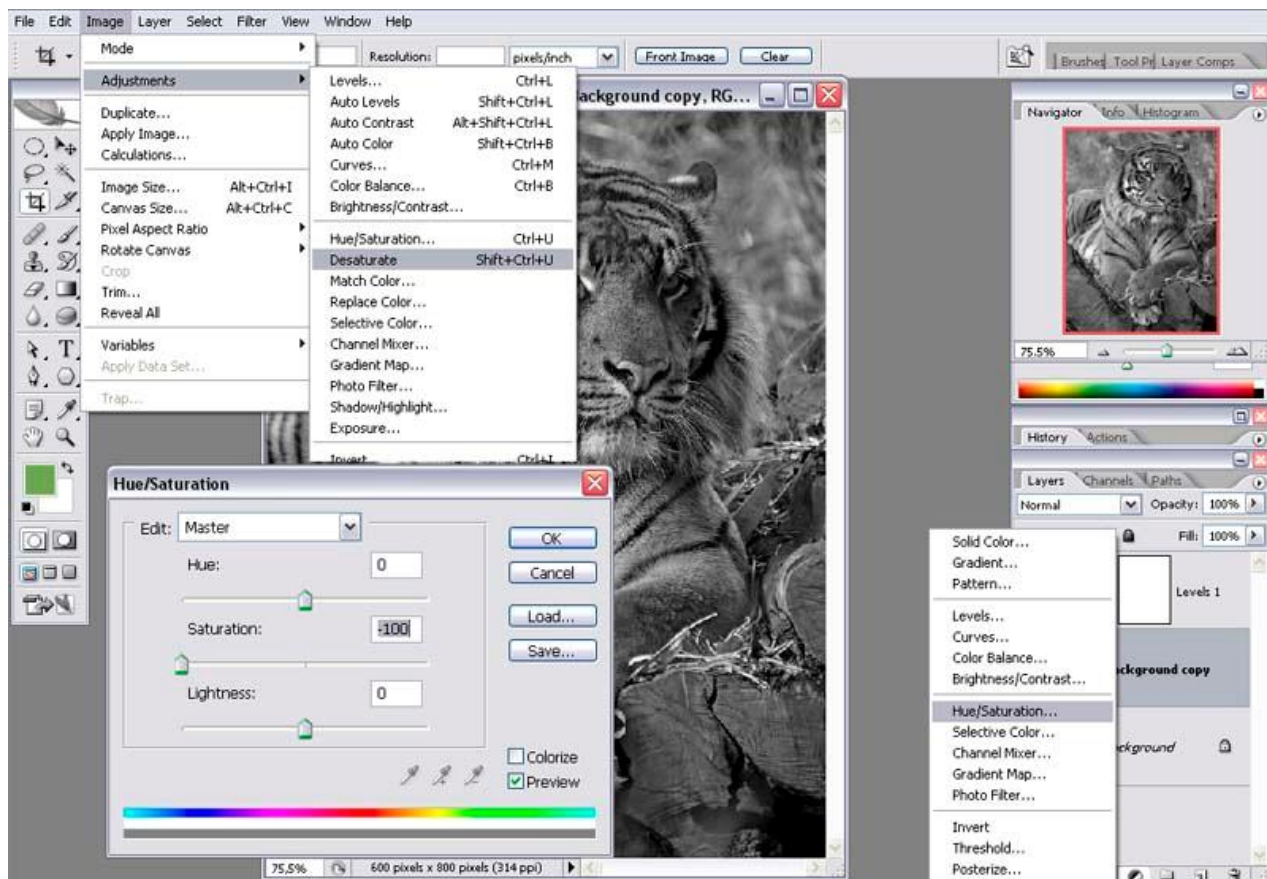 File Edit Image Layer Select Filter View Window Help
Resolution: pixels/inch Front Image Clear
Brushes Layer Comps
Mode
Adjustments
Duplicate...
Apply Image...
Calculations...
Image Size... Alt+Ctrl+I
Canvas Size... Alt+Ctrl+C
Pixel Aspect Ratio
Rotate Canvas
Crop
Trim...
Reveal All
Variables
Apply Data Set...
Trap...
Levels... Ctrl+L
Auto Levels Shift+Ctrl+L
Auto Contrast Alt+Shift+Ctrl+L
Auto Color Shift+Ctrl+B
Curves... Ctrl+M
Color Balance... Ctrl+B
Brightness/Contrast...
Hue/Saturation... Ctrl+U
Desaturate Shift+Ctrl+U
Match Color...
Replace Color...
Selective Color...
Channel Mixer...
Gradient Map...
Photo Filter...
Shadow/Highlight...
Exposure...
Invert Ctrl+I
ackground copy, RG...
Hue/Saturation
Edit: Master
Hue: 0
Saturation: -100
Lightness: 0
OK
Cancel
Load...
Save...
Colorize
Preview
75,5% 600 pixels x 800 pixels (314 ppi)
Navigator Info Histogram
75.5%
History Actions
Layers Channels Paths
Normal Opacity: 100%
Fill: 100%
Levels 1
ackground copy
ckground
Solid Color...
Gradient...
Pattern...
Levels...
Curves...
Color Balance...
Brightness/Contrast...
Hue/Saturation...
Selective Color...
Channel Mixer...
Gradient Map...
Photo Filter...
Invert
Threshold...
Posterize...